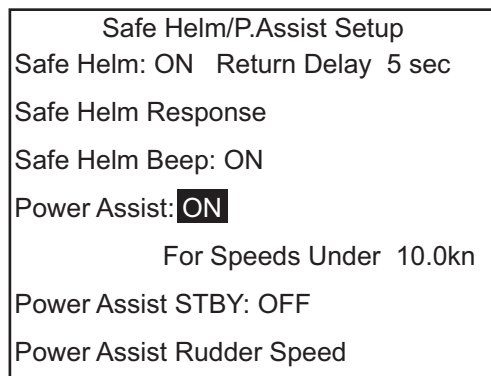 Safe Helm/P.Assist Setup
Safe Helm: ON Return Delay 5 sec
Safe Helm Response
Safe Helm Beep: ON
Power Assist: ON
For Speeds Under 10.0kn
Power Assist STBY: OFF
Power Assist Rudder Speed